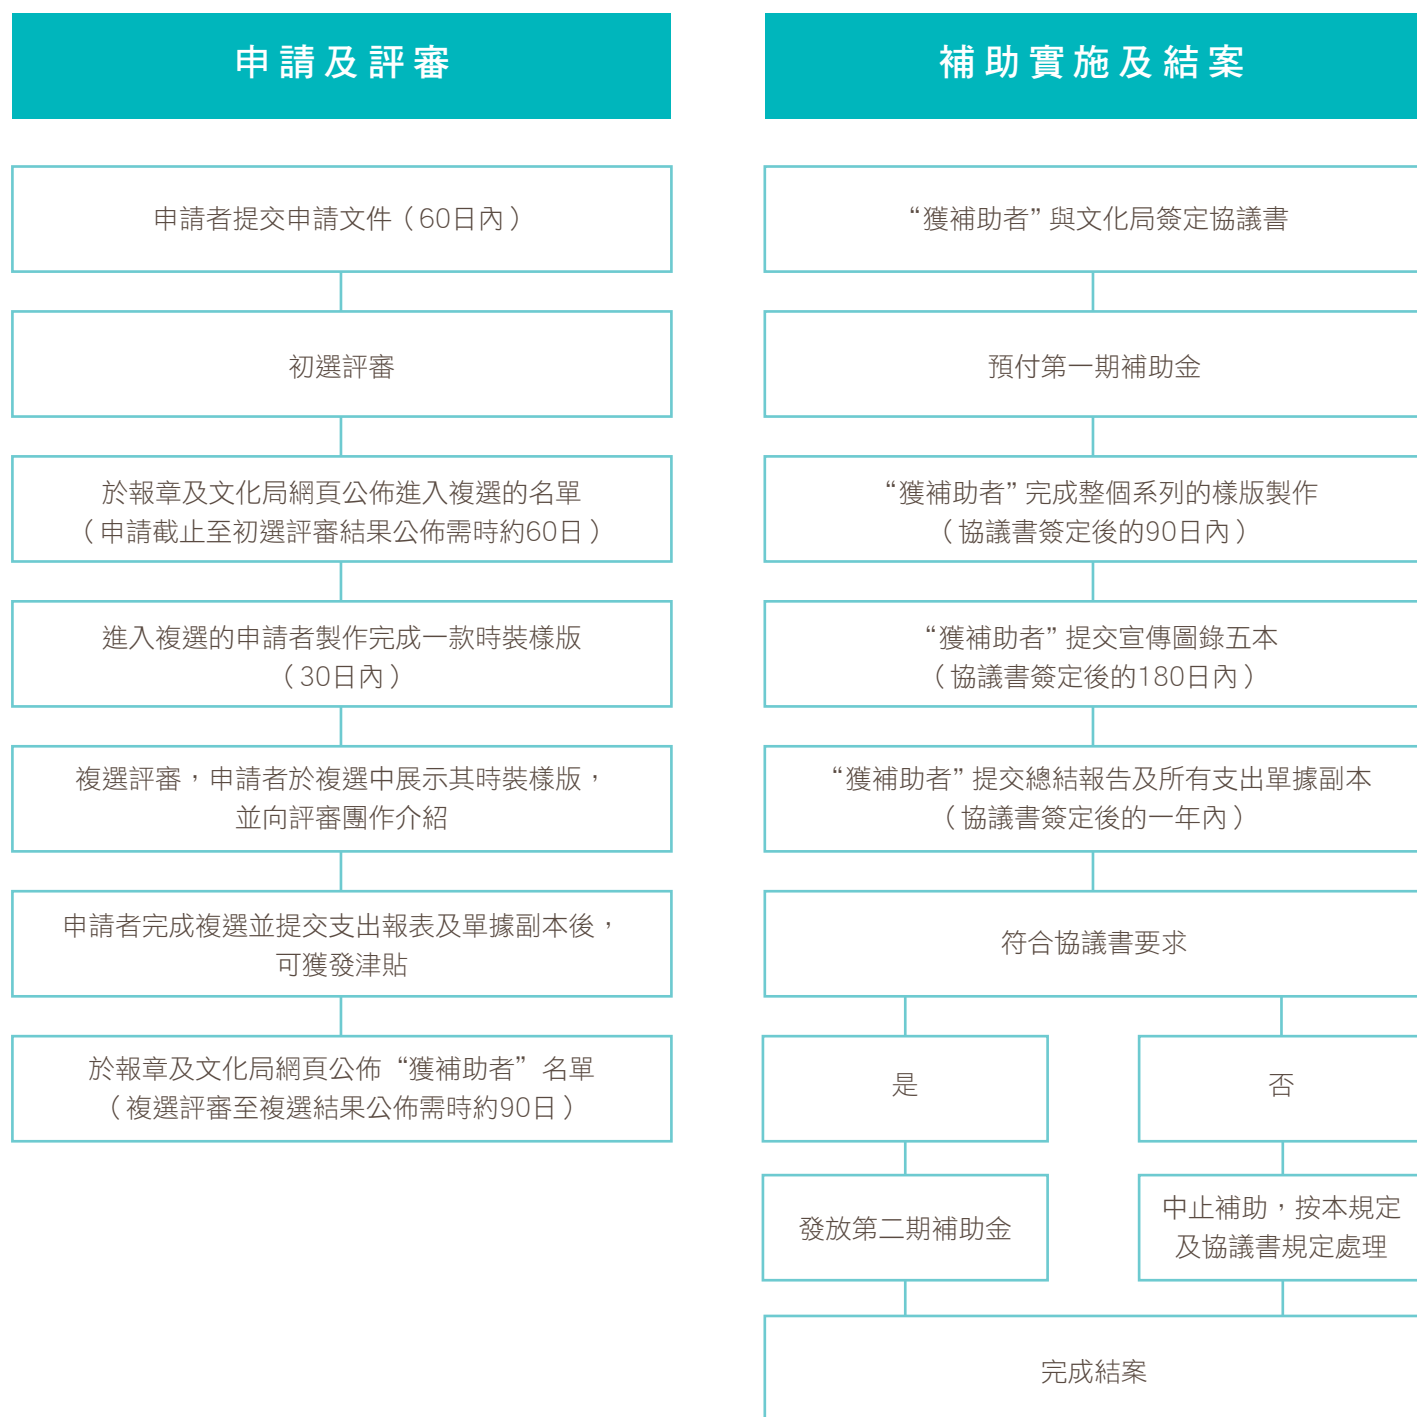 申請及評審
申請者提交申請文件（60日內）
初選評審
於報章及文化局網頁公佈進入複選的名單
（申請截止至初選評審結果公佈需時約60日）
進入複選的申請者製作完成一款時裝樣版
（30日內）
複選評審，申請者於複選中展示其時裝樣版，
並向評審團作介紹
申請者完成複選並提交支出報表及單據副本後，
可獲發津貼
於報章及文化局網頁公佈“獲補助者”名單
（複選評審至複選結果公佈需時約90日）
補助實施及結案
“獲補助者”與文化局簽定協議書
預付第一期補助金
“獲補助者”完成整個系列的樣版製作
（協議書簽定後的90日內）
“獲補助者”提交宣傳圖錄五本
（協議書簽定後的180日內）
“獲補助者”提交總結報告及所有支出單據副本
（協議書簽定後的一年內）
符合協議書要求
是
否
發放第二期補助金
中止補助，按本規定
及協議書規定處理
完成結案